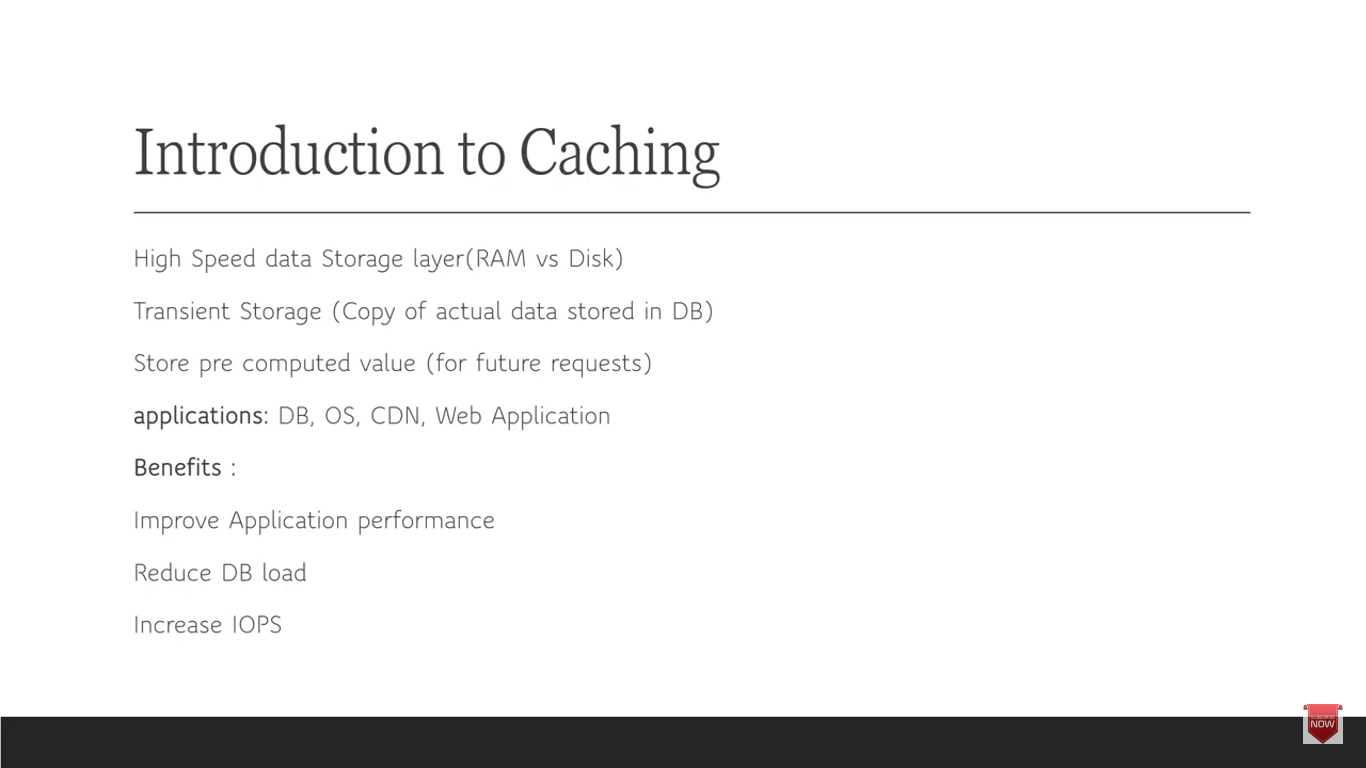 Introduction to Caching
High Speed data Storage layer(RAM vs Disk)
Transient Storage (Copy of actual data stored in DB)
Store pre computed value (for future requests)
applications: DB, OS, CDN, Web Application
Benefits :
Improve Application performance
Reduce DB load
Increase IOPS
NOW